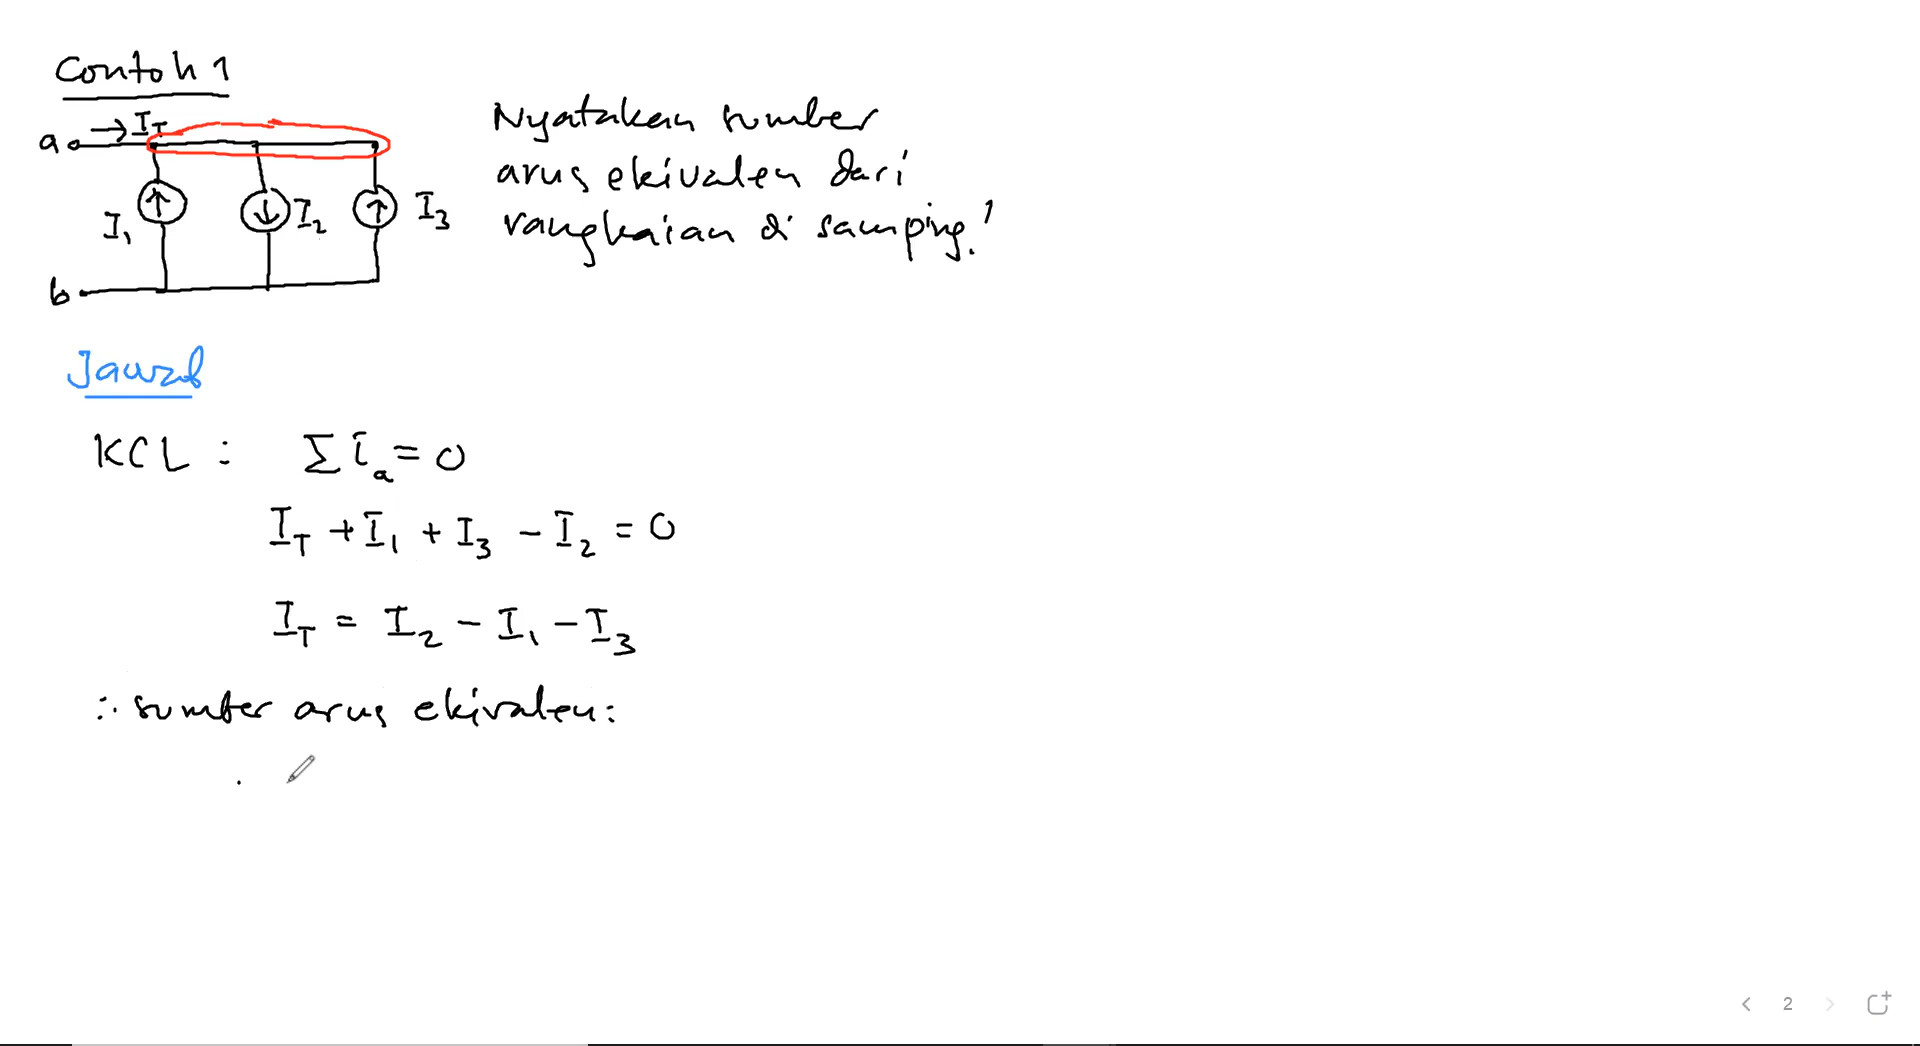 Contoh 1
I_T
a
I_1
I_2
I_3
b
Nyatakan sumber
arus ekivalen dari
rangkaian di samping!
Jawab
KCL : Σ i_a = 0
I_T + I_1 + I_3 - I_2 = 0
I_T = I_2 - I_1 - I_3
∴ sumber arus ekivalen:
2